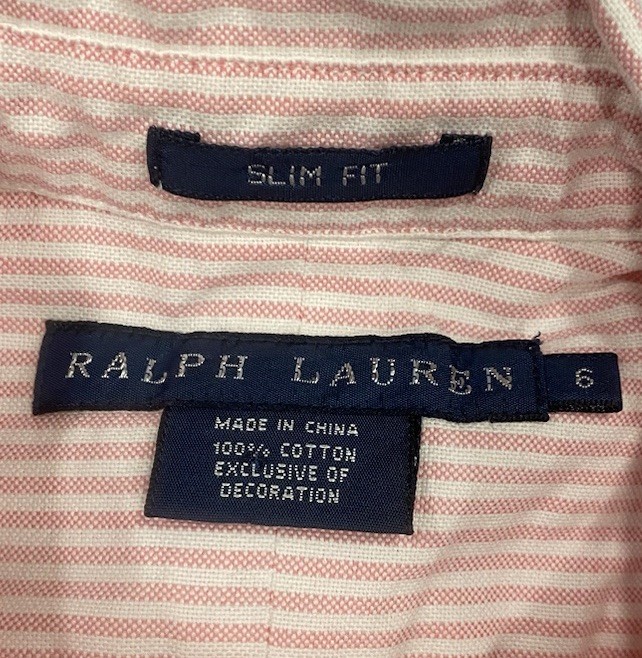 SLIM FIT
RALPH LAUREN 6
MADE IN CHINA
100% COTTON
EXCLUSIVE OF
DECORATION